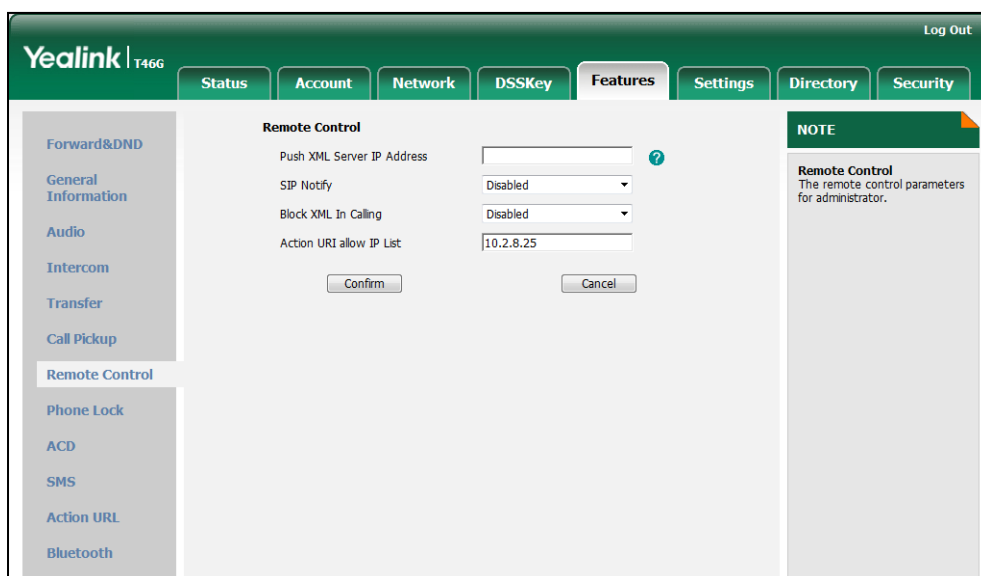 Log Out
Yealink T46G
Status Account Network DSSKey Features Settings Directory Security
Forward&DND
General
Information
Audio
Intercom
Transfer
Call Pickup
Remote Control
Phone Lock
ACD
SMS
Action URL
Bluetooth
Remote Control
Push XML Server IP Address ?
SIP Notify Disabled
Block XML In Calling Disabled
Action URI allow IP List 10.2.8.25
Confirm Cancel
NOTE
Remote Control
The remote control parameters
for administrator.